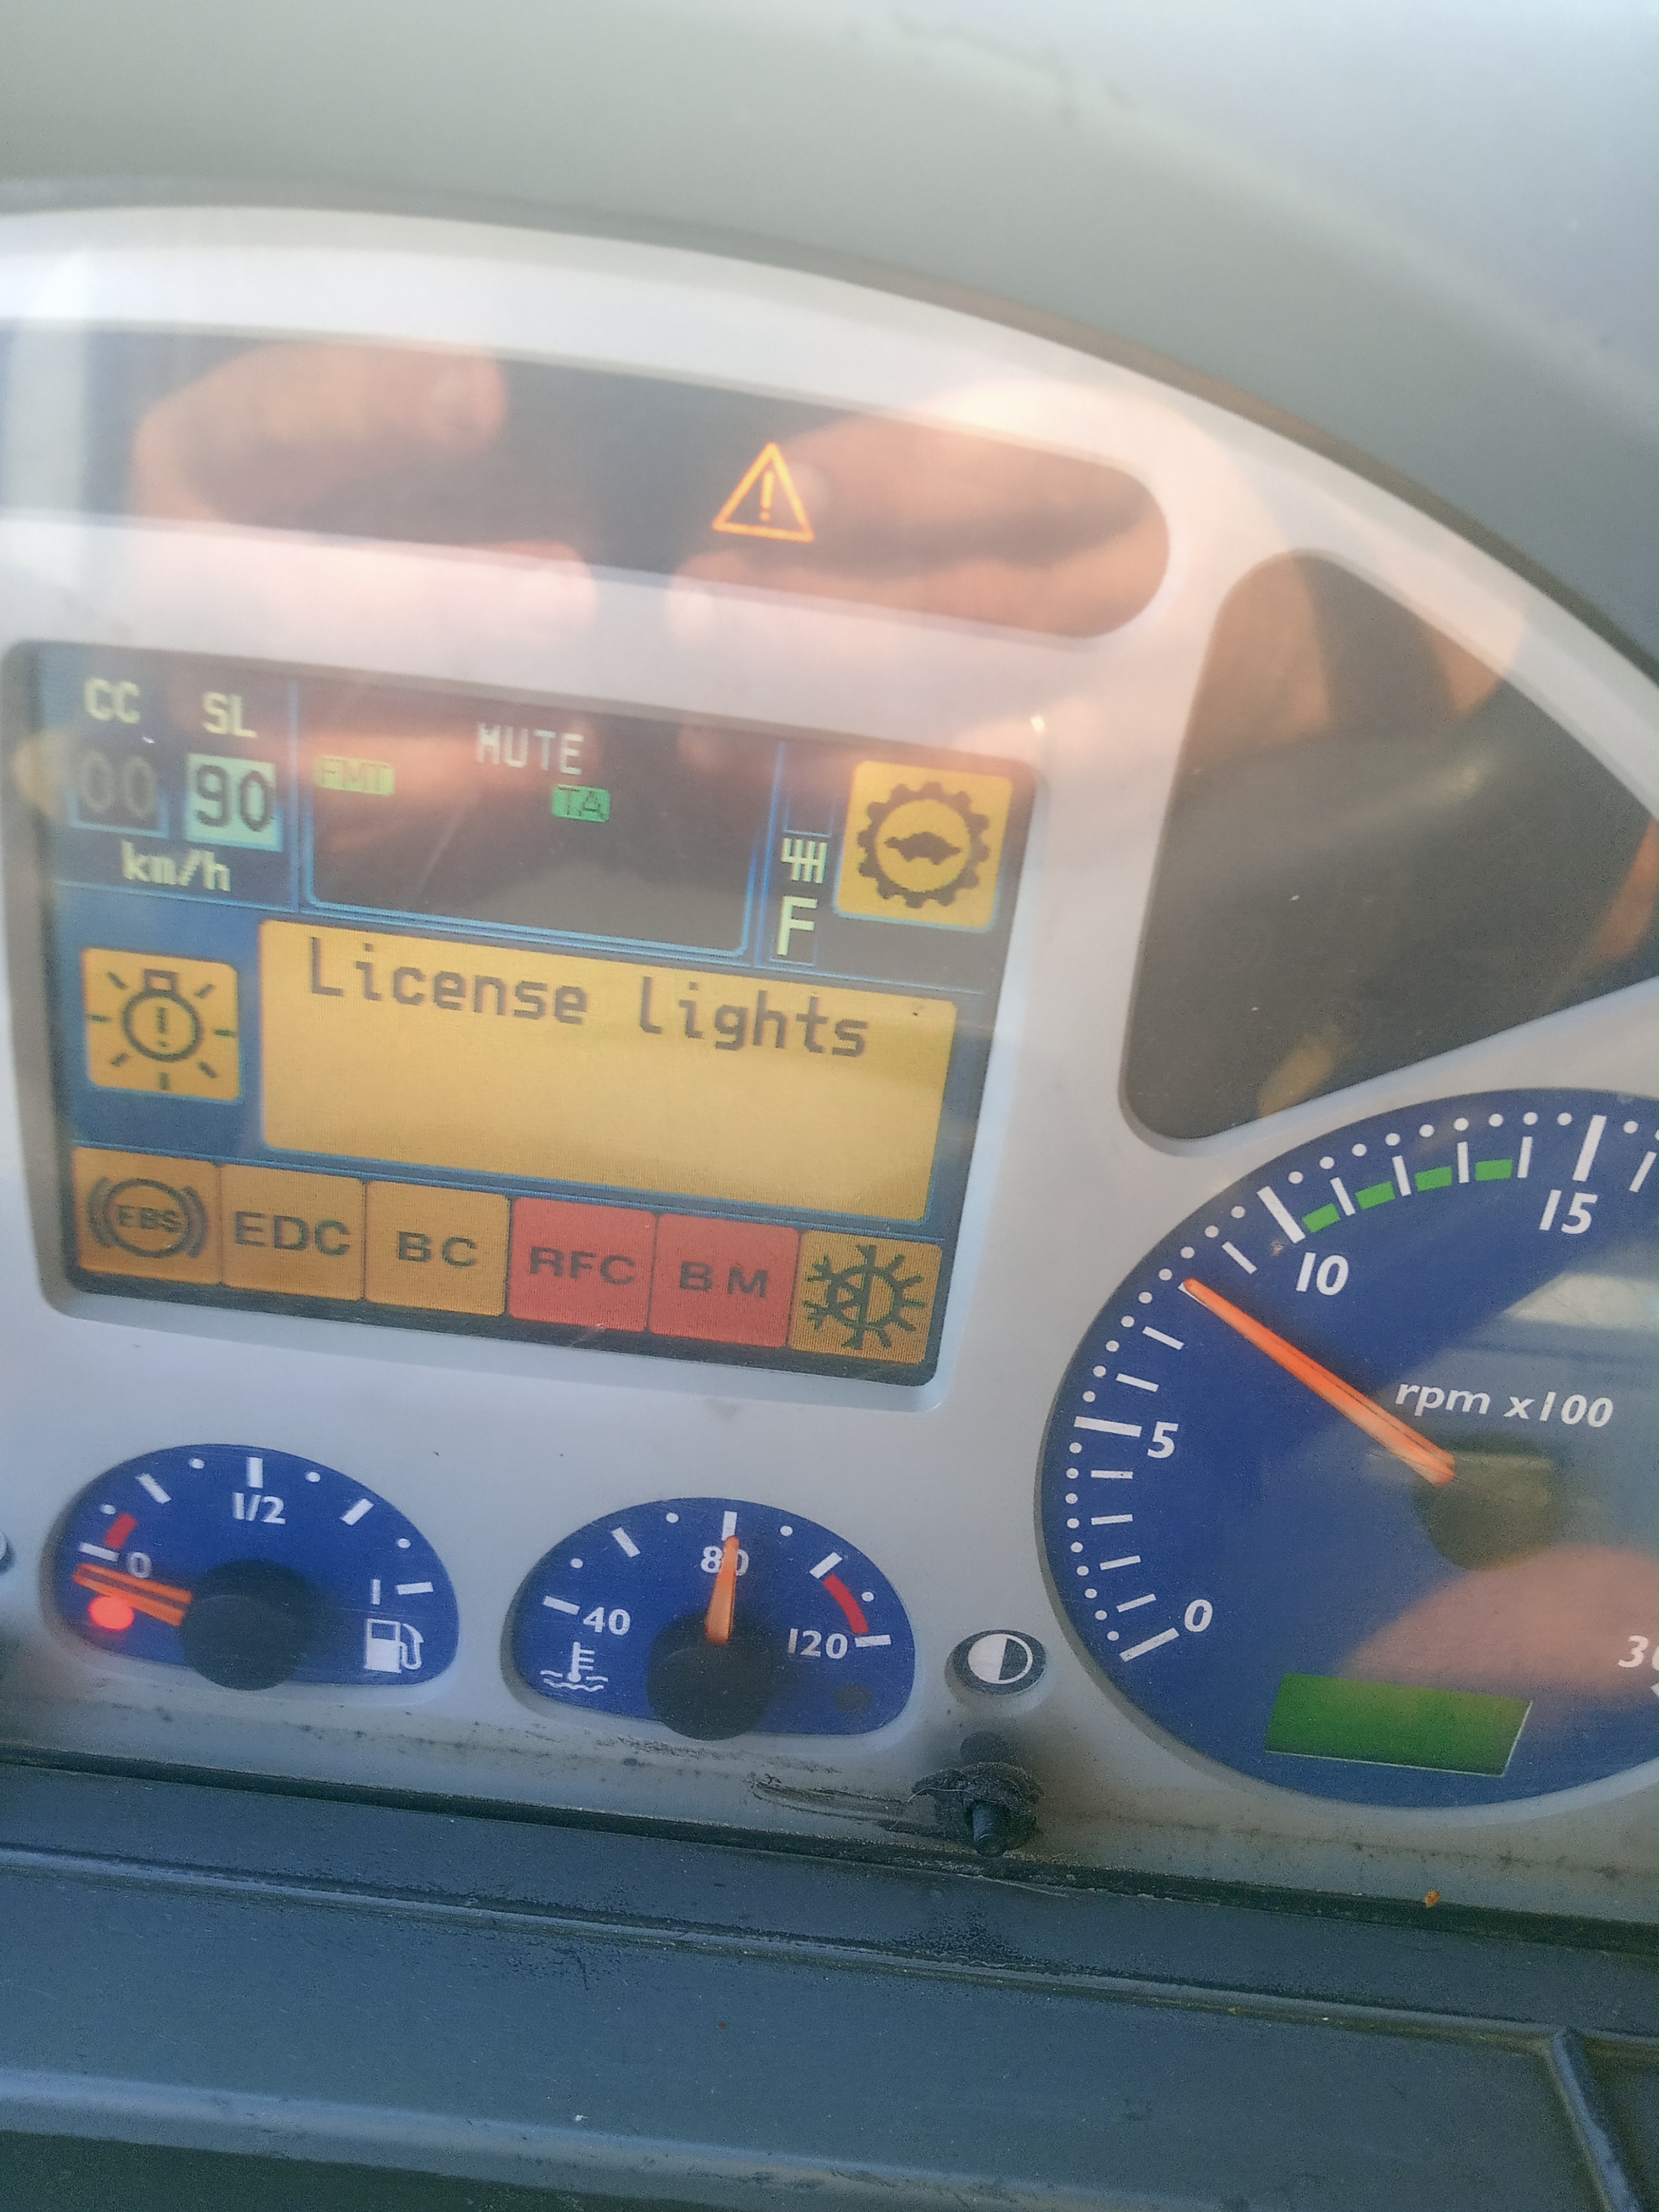 CC SL
00 90
km/h
MUTE
FM1
TA
F
License lights
EBS EDC BC RFC BM
0 1/2 1
40 80 120
0 5 10 15
rpm x100